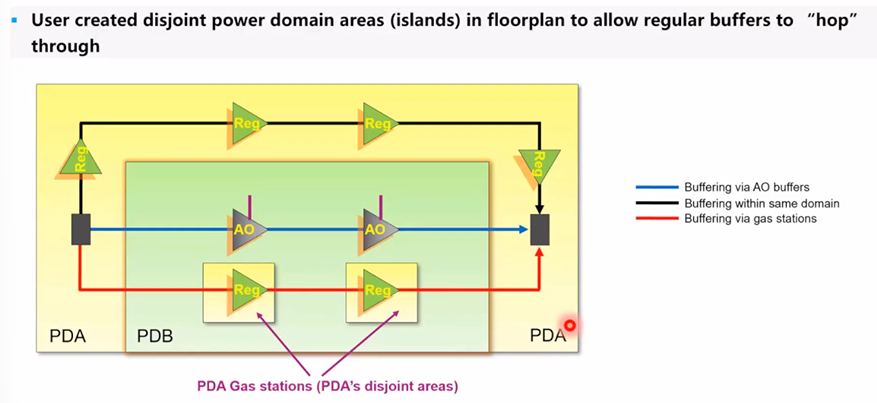 User created disjoint power domain areas (islands) in floorplan to allow regular buffers to “hop”
through
Reg
Reg
Reg
Reg
AO
AO
Reg
Reg
PDA
PDB
PDA
PDA Gas stations (PDA's disjoint areas)
Buffering via AO buffers
Buffering within same domain
Buffering via gas stations